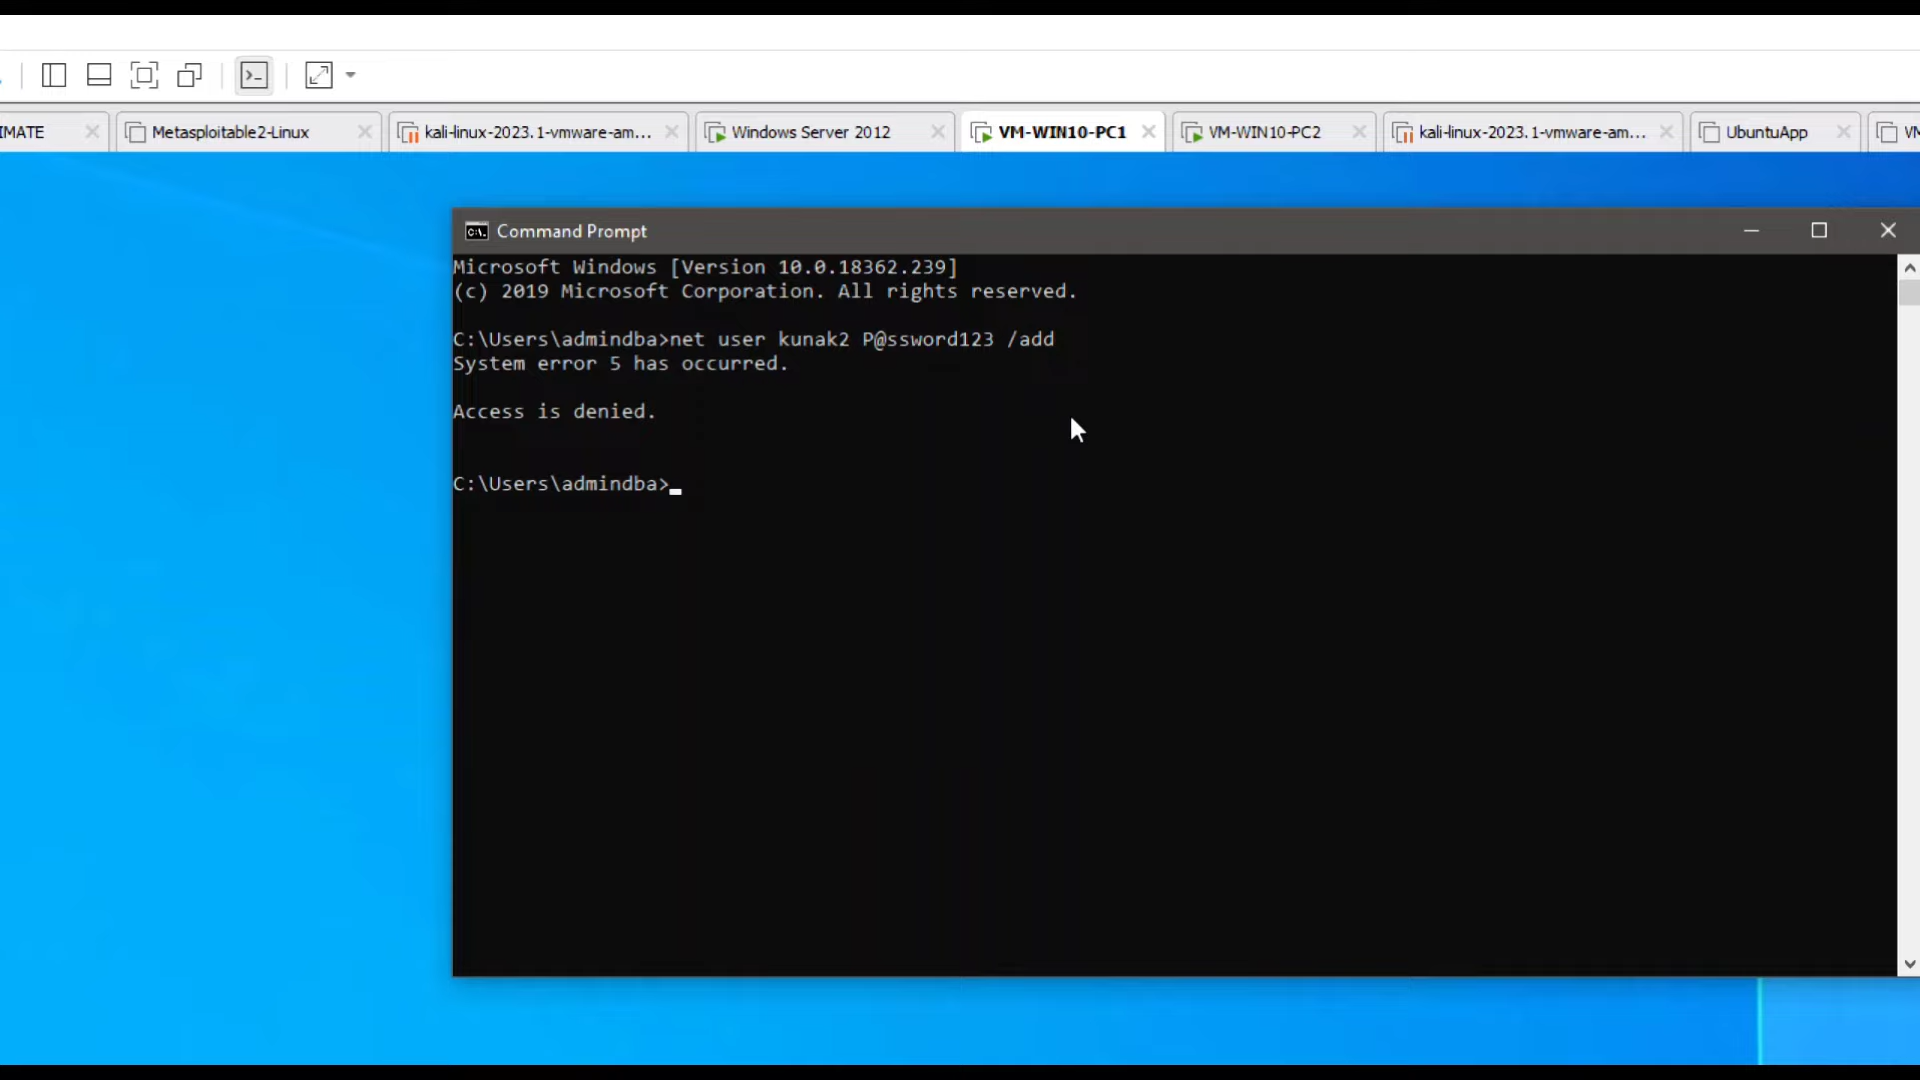 IMATE
Metasploitable2-Linux
kali-linux-2023.1-vmware-am...
Windows Server 2012
VM-WIN10-PC1
VM-WIN10-PC2
kali-linux-2023.1-vmware-am...
UbuntuApp
VM
Command Prompt
Microsoft Windows [Version 10.0.18362.239]
(c) 2019 Microsoft Corporation. All rights reserved.
C:\Users\admindba>net user kunak2 P@ssword123 /add
System error 5 has occurred.
Access is denied.
C:\Users\admindba>